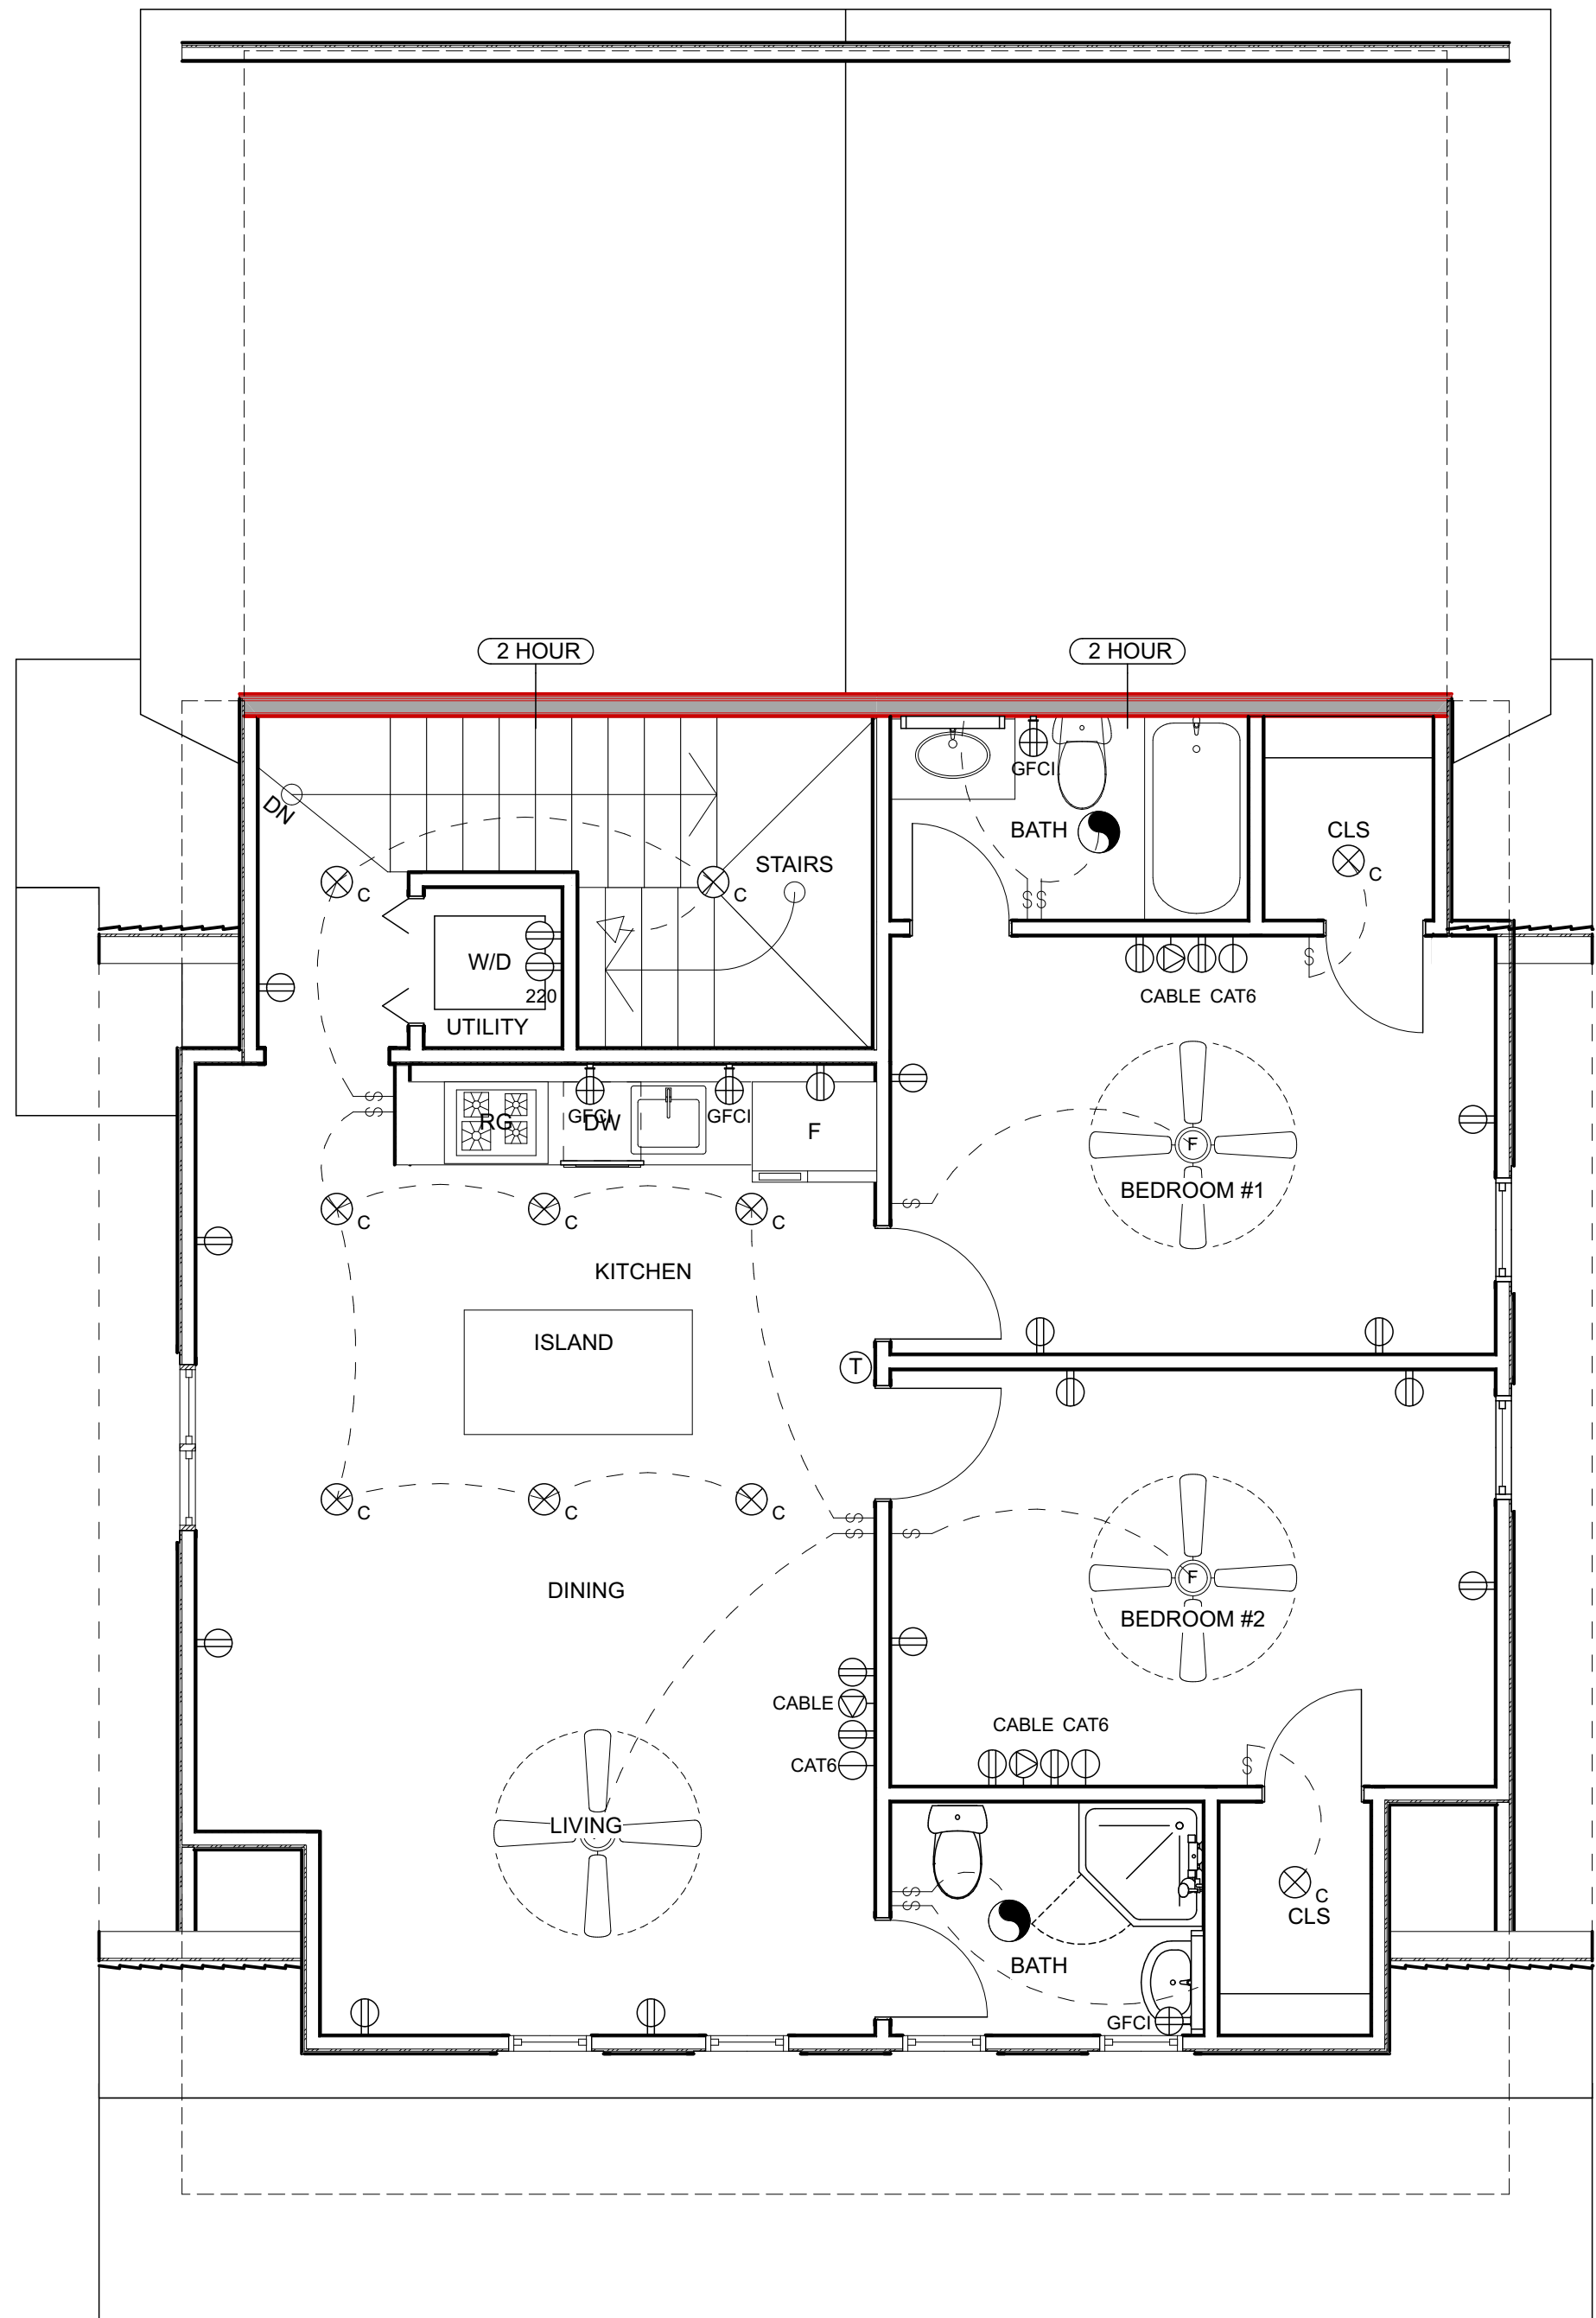 2 HOUR
2 HOUR
DN
GFCI
BATH
CLS
C
STAIRS
C
C
W/D
220
UTILITY
CABLE CAT6
RG
GFCI
DW
GFCI
F
F
BEDROOM #1
C
C
C
KITCHEN
ISLAND
T
C
C
C
DINING
F
BEDROOM #2
CABLE
CABLE CAT6
CAT6
LIVING
C
CLS
BATH
GFCI
S
S
S
S
S
S
S
S
S
S
S
S
S